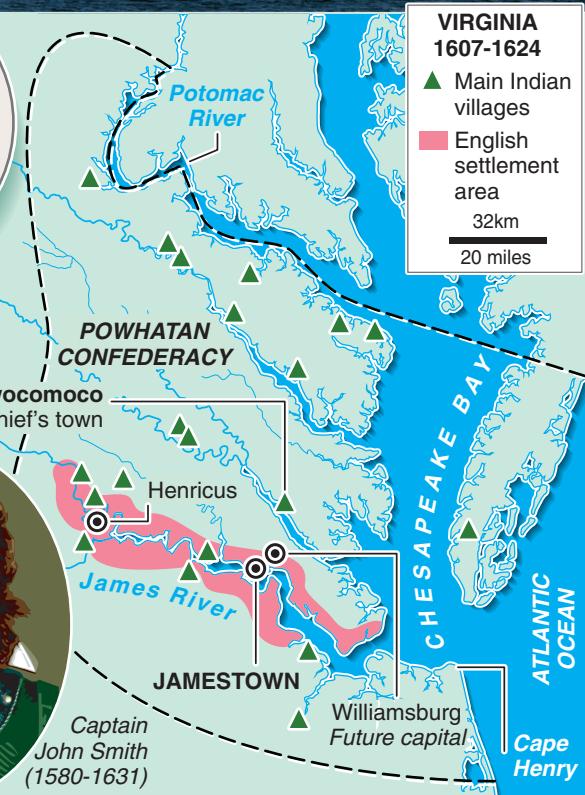 VIRGINIA
1607-1624
Main Indian
villages
English
settlement
area
32km
20 miles
Potomac
River
POWHATAN
CONFEDERACY
ocomoco
hief's town
Henricus
CHESAPEAKE BAY
James River
ATLANTIC
OCEAN
JAMESTOWN
Williamsburg
Future capital
Cape
Henry
Captain
John Smith
(1580-1631)